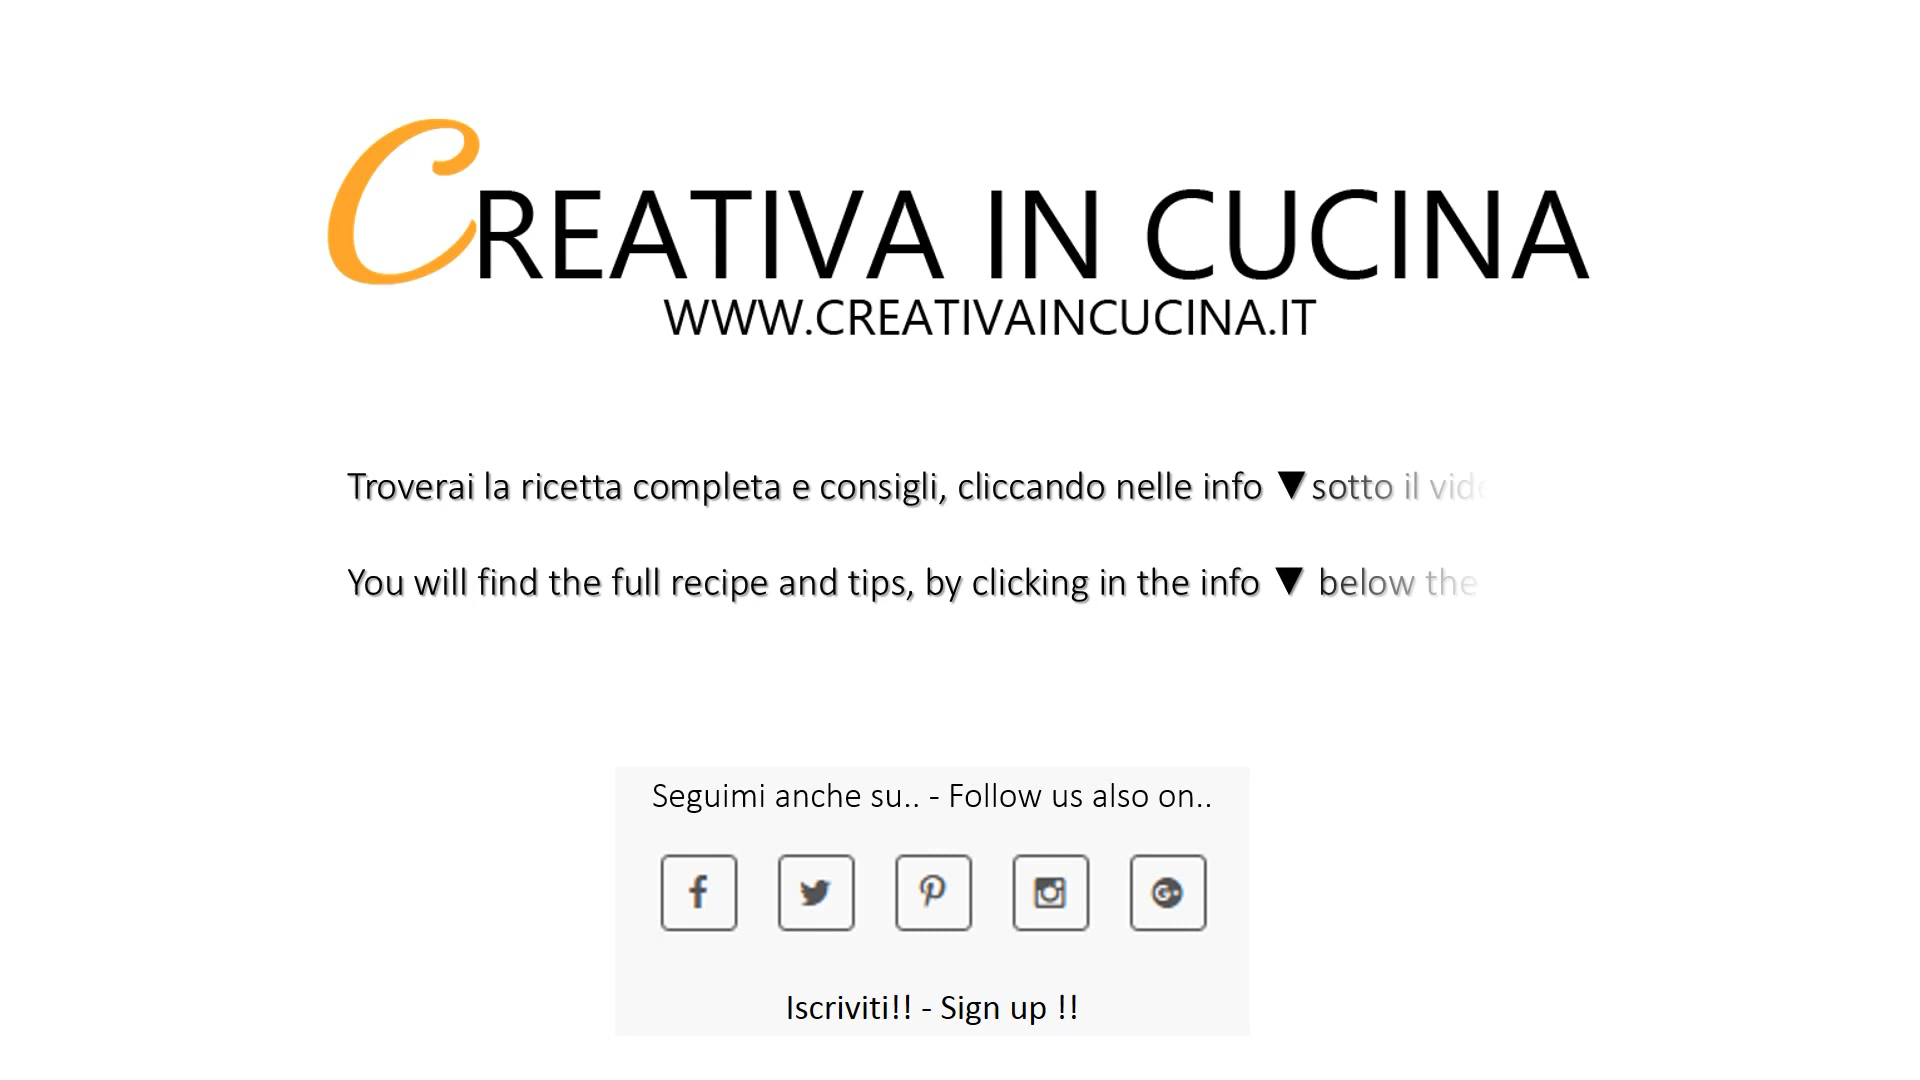 CREATIVA IN CUCINA
WWW.CREATIVAINCUCINA.IT
Troverai la ricetta completa e consigli, cliccando nelle info ▼sotto il
You will find the full recipe and tips, by clicking in the info ▼ below the
Seguimi anche su.. - Follow us also on..
Iscriviti!! - Sign up !!